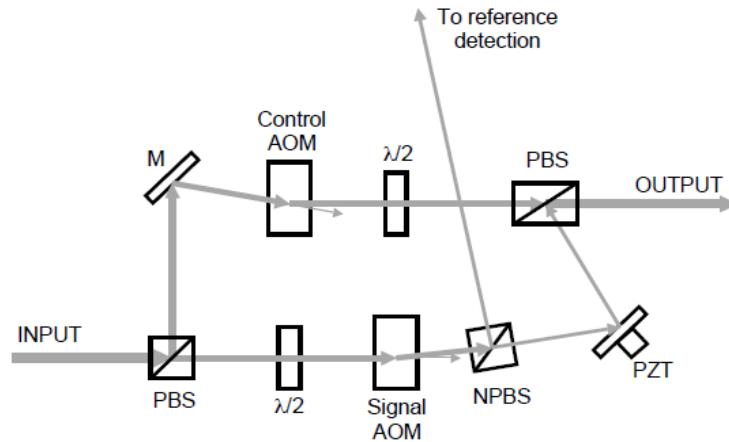 To reference
detection
Control
AOM
λ/2
PBS
M
OUTPUT
INPUT
PBS
λ/2
Signal
AOM
NPBS
PZT